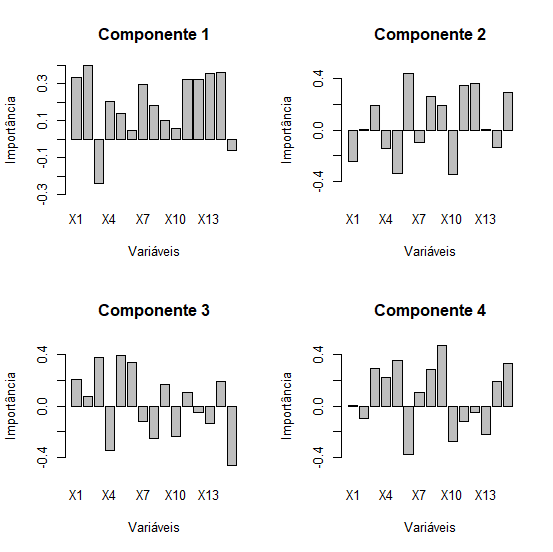 Componente 1
Importância
0.3
0.1
-0.1
-0.3
X1 X4 X7 X10 X13
Variáveis
Componente 2
Importância
0.4
0.0
-0.4
X1 X4 X7 X10 X13
Variáveis
Componente 3
Importância
0.4
0.0
-0.4
X1 X4 X7 X10 X13
Variáveis
Componente 4
Importância
0.4
0.0
-0.4
X1 X4 X7 X10 X13
Variáveis